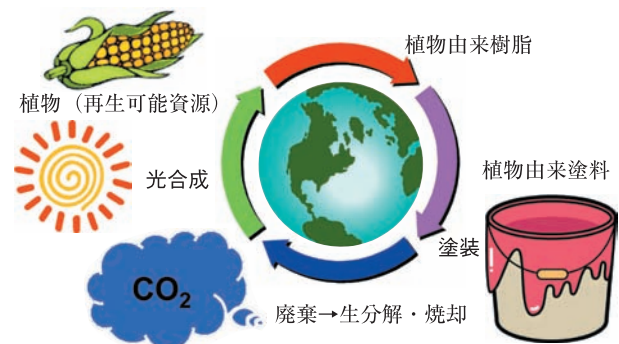 植物由来樹脂
植物（再生可能資源）
光合成
植物由来塗料
塗装
CO₂
廃棄→生分解・焼却